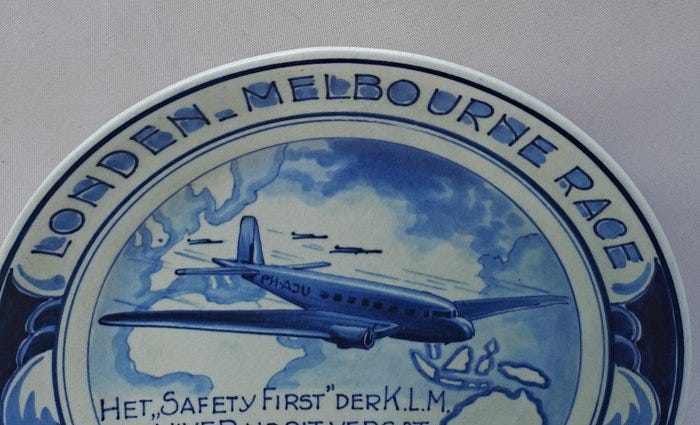 LONDEN - MELBOURNE RACE
PH-AJU
HET „SAFETY FIRST” DER K.L.M.